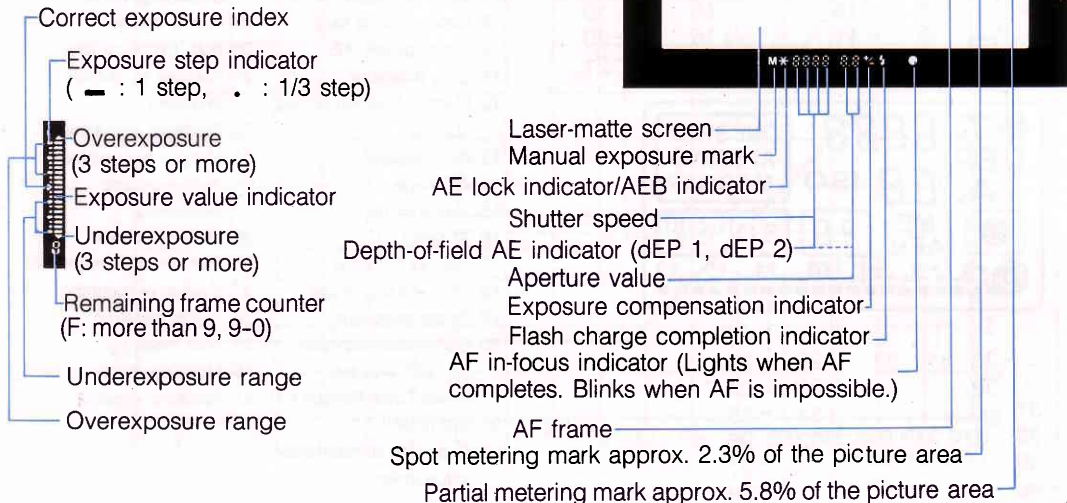 Correct exposure index
Exposure step indicator
( ▬ : 1 step, . : 1/3 step)
Overexposure
(3 steps or more)
Exposure value indicator
Underexposure
(3 steps or more)
8
Remaining frame counter
(F: more than 9, 9-0)
Underexposure range
Overexposure range
M* 8888 8.8
Laser-matte screen
Manual exposure mark
AE lock indicator/AEB indicator
Shutter speed
Depth-of-field AE indicator (dEP 1, dEP 2)
Aperture value
Exposure compensation indicator
Flash charge completion indicator
AF in-focus indicator (Lights when AF
completes. Blinks when AF is impossible.)
AF frame
Spot metering mark approx. 2.3% of the picture area
Partial metering mark approx. 5.8% of the picture area